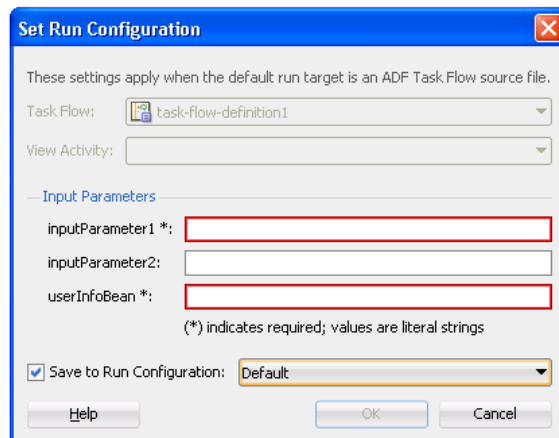 Set Run Configuration
These settings apply when the default run target is an ADF Task Flow source file.
Task Flow: task-flow-definition1
View Activity:
Input Parameters
inputParameter1 *:
inputParameter2:
userInfoBean *:
(*) indicates required; values are literal strings
Save to Run Configuration: Default
Help OK Cancel